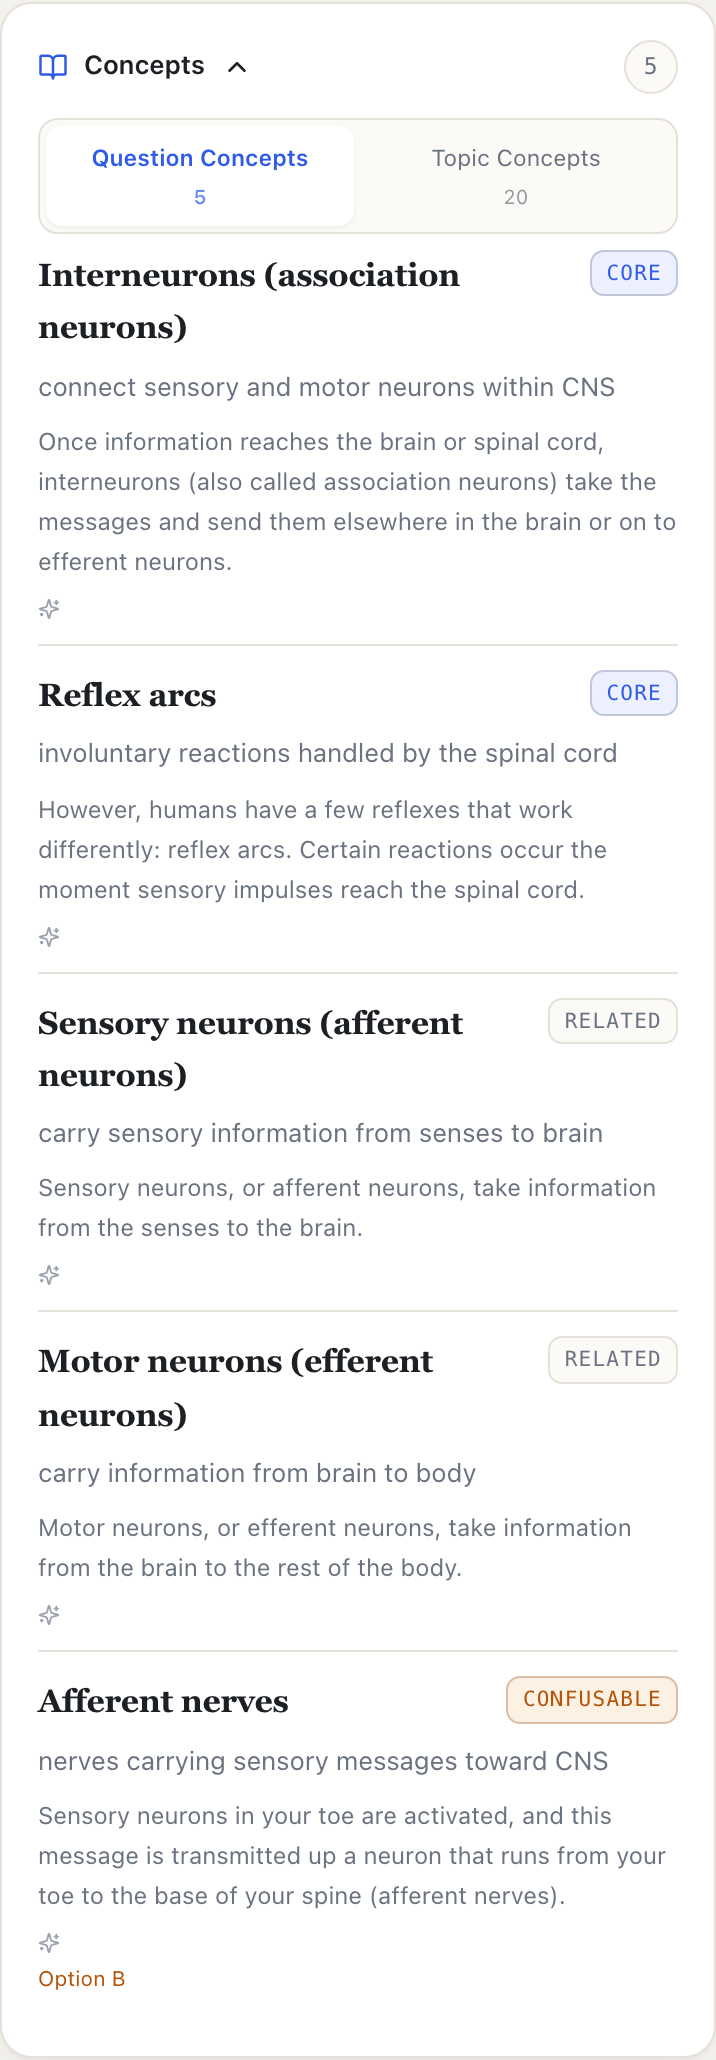 Concepts
5
Question Concepts
5
Topic Concepts
20
Interneurons (association
neurons)
CORE
connect sensory and motor neurons within CNS
Once information reaches the brain or spinal cord,
interneurons (also called association neurons) take the
messages and send them elsewhere in the brain or on to
efferent neurons.
Reflex arcs
CORE
involuntary reactions handled by the spinal cord
However, humans have a few reflexes that work
differently: reflex arcs. Certain reactions occur the
moment sensory impulses reach the spinal cord.
Sensory neurons (afferent
neurons)
RELATED
carry sensory information from senses to brain
Sensory neurons, or afferent neurons, take information
from the senses to the brain.
Motor neurons (efferent
neurons)
RELATED
carry information from brain to body
Motor neurons, or efferent neurons, take information
from the brain to the rest of the body.
Afferent nerves
CONFUSABLE
nerves carrying sensory messages toward CNS
Sensory neurons in your toe are activated, and this
message is transmitted up a neuron that runs from your
toe to the base of your spine (afferent nerves).
Option B